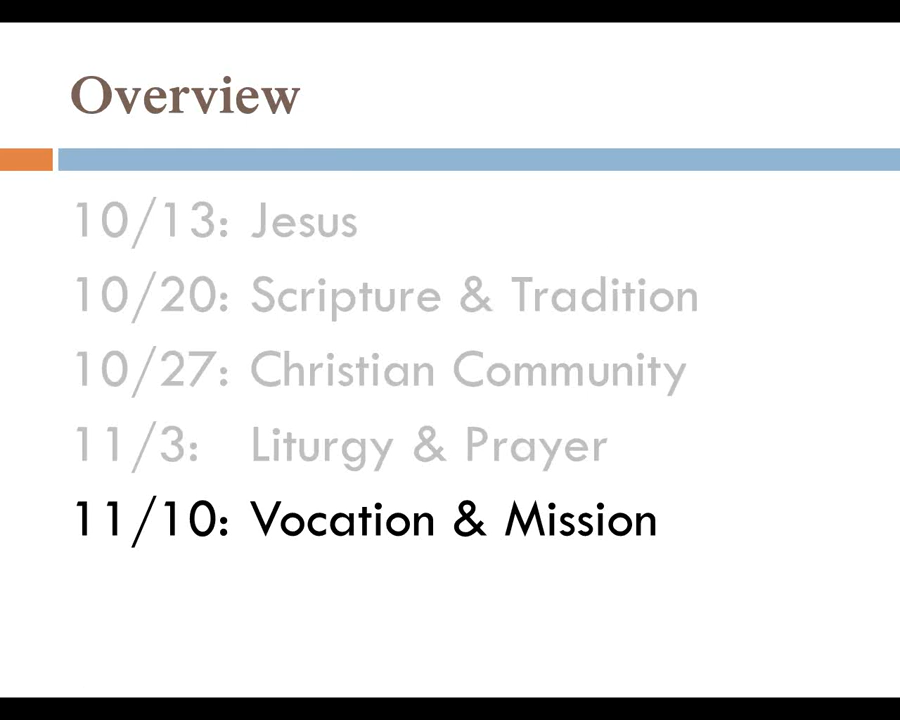 Overview
10/13: Jesus
10/20: Scripture & Tradition
10/27: Christian Community
11/3: Liturgy & Prayer
11/10: Vocation & Mission